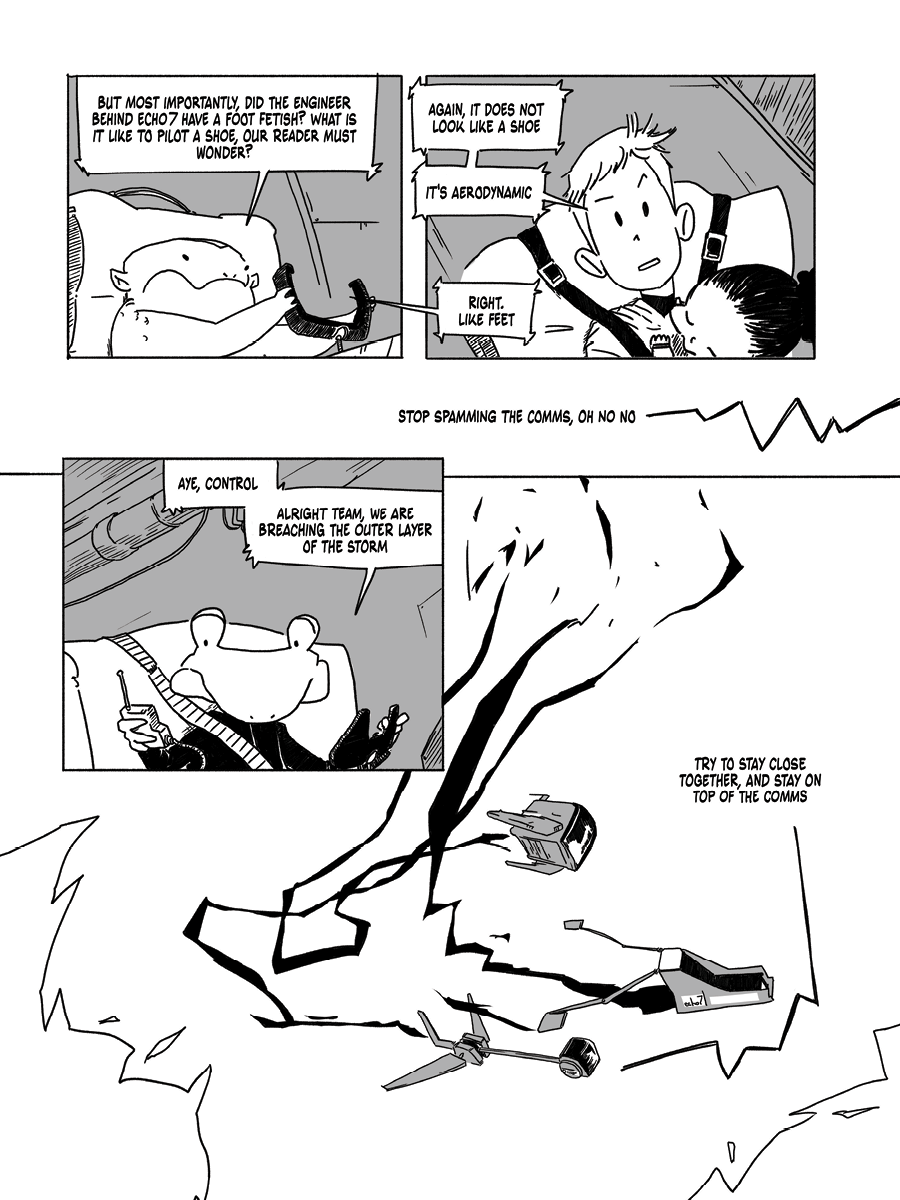 BUT MOST IMPORTANTLY, DID THE ENGINEER
BEHIND ECHO7 HAVE A FOOT FETISH? WHAT IS
IT LIKE TO PILOT A SHOE, OUR READER MUST
WONDER?
AGAIN, IT DOES NOT
LOOK LIKE A SHOE
IT'S AERODYNAMIC
RIGHT.
LIKE FEET
STOP SPAMMING THE COMMS, OH NO NO
AYE, CONTROL
ALRIGHT TEAM, WE ARE
BREACHING THE OUTER LAYER
OF THE STORM
TRY TO STAY CLOSE
TOGETHER, AND STAY ON
TOP OF THE COMMS
echo7